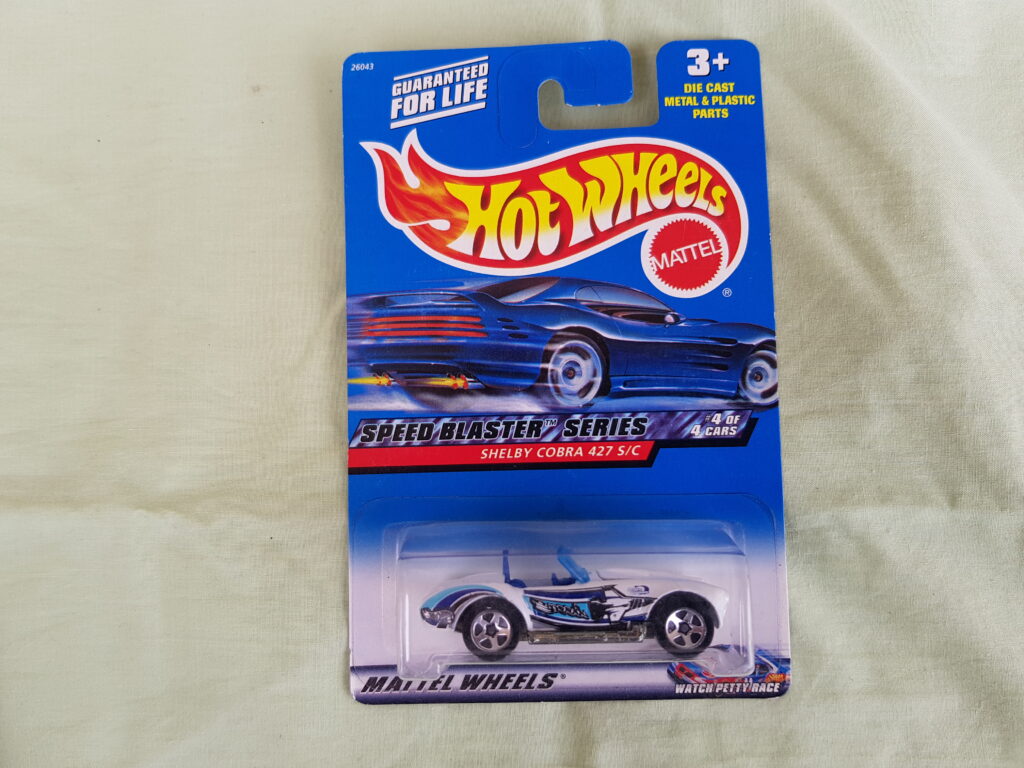 26043
GUARANTEED
FOR LIFE
3+
DIE CAST
METAL & PLASTIC
PARTS
HOT WHEELS
MATTEL
®
SPEED BLASTER™ SERIES
#4 OF
4 CARS
SHELBY COBRA 427 S/C
MATTEL WHEELS®
WATCH PETTY RACE